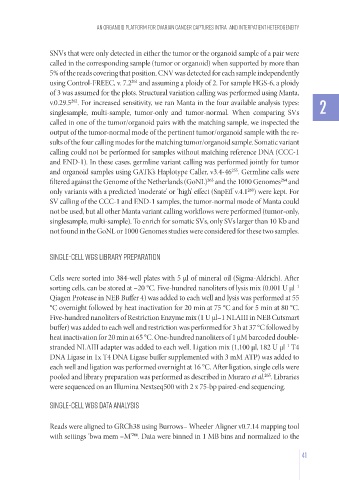 AN ORGANOID PLATFORM FOR OVARIAN CANCER CAPTURES INTRA- AND INTERPATIENT HETEROGENEITY
SNVs that were only detected in either the tumor or the organoid sample of a pair were
called in the corresponding sample (tumor or organoid) when supported by more than
5% of the reads covering that position. CNV was detected for each sample independently
using Control-FREEC, v. 7.2 and assuming a ploidy of 2. For sample HGS-6, a ploidy
of 3 was assumed for the plots. Structural variation calling was performed using Manta,
v.0.29.5. For increased sensitivity, we ran Manta in the four available analysis types:
singlesample, multi-sample, tumor-only and tumor-normal. When comparing SVs
called in one of the tumor/organoid pairs with the matching sample, we inspected the
output of the tumor-normal mode of the pertinent tumor/organoid sample with the re-
sults of the four calling modes for the matching tumor/organoid sample. Somatic variant
calling could not be performed for samples without matching reference DNA (CCC-1
and END-1). In these cases, germline variant calling was performed jointly for tumor
and organoid samples using GATK's Haplotype Caller, v3.4-46. Germline calls were
filtered against the Genome of the Netherlands (GoNL) and the 1000 Genomes and
only variants with a predicted 'moderate' or 'high' effect (SnpEff v.4.1) were kept. For
SV calling of the CCC-1 and END-1 samples, the tumor-normal mode of Manta could
not be used, but all other Manta variant calling workflows were performed (tumor-only,
singlesample, multi-sample). To enrich for somatic SVs, only SVs larger than 10 Kb and
not found in the GoNL or 1000 Genomes studies were considered for these two samples.
2
SINGLE-CELL WGS LIBRARY PREPARATION
Cells were sorted into 384-well plates with 5 µl of mineral oil (Sigma-Aldrich). After
sorting cells, can be stored at −20 °C. Five-hundred nanoliters of lysis mix (0.001 U µl⁻¹
Qiagen Protease in NEB Buffer 4) was added to each well and lysis was performed at 55
°C overnight followed by heat inactivation for 20 min at 75 °C and for 5 min at 80 °C.
Five-hundred nanoliters of Restriction Enzyme mix (1 U µl−1 NLAIII in NEB Cutsmart
buffer) was added to each well and restriction was performed for 3 h at 37 °C followed by
heat inactivation for 20 min at 65 °C. One-hundred nanoliters of 1 µM barcoded double-
stranded NLAIII adapter was added to each well. Ligation mix (1,100 µl, 182 U µl⁻¹ T4
DNA Ligase in 1x T4 DNA Ligase buffer supplemented with 3 mM ATP) was added to
each well and ligation was performed overnight at 16 °C. After ligation, single cells were
pooled and library preparation was performed as described in Muraro et al. Libraries
were sequenced on an Illumina Nextseq500 with 2 x 75-bp paired-end sequencing.
SINGLE-CELL WGS DATA ANALYSIS
Reads were aligned to GRCh38 using Burrows– Wheeler Aligner v0.7.14 mapping tool
with settings 'bwa mem –M'. Data were binned in 1 MB bins and normalized to the
41